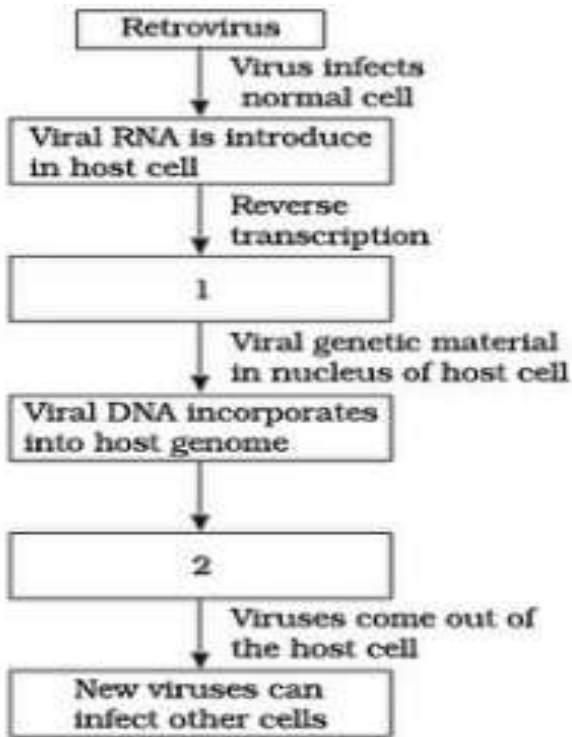 Retrovirus
Virus infects
normal cell
Viral RNA is introduce
in host cell
Reverse
transcription
1
Viral genetic material
in nucleus of host cell
Viral DNA incorporates
into host genome
2
Viruses come out of
the host cell
New viruses can
infect other cells